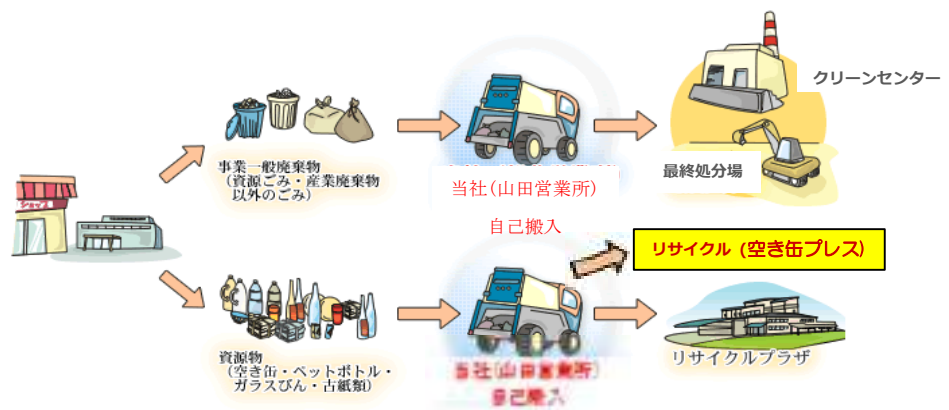 クリーンセンター
事業一般廃棄物
（資源ごみ・産業廃棄物
以外のごみ）
当社(山田営業所)
自己搬入
最終処分場
ショップ
リサイクル (空き缶プレス)
資源物
（空き缶・ペットボトル・
ガラスびん・古紙類）
当社(山田営業所)
自己搬入
リサイクルプラザ